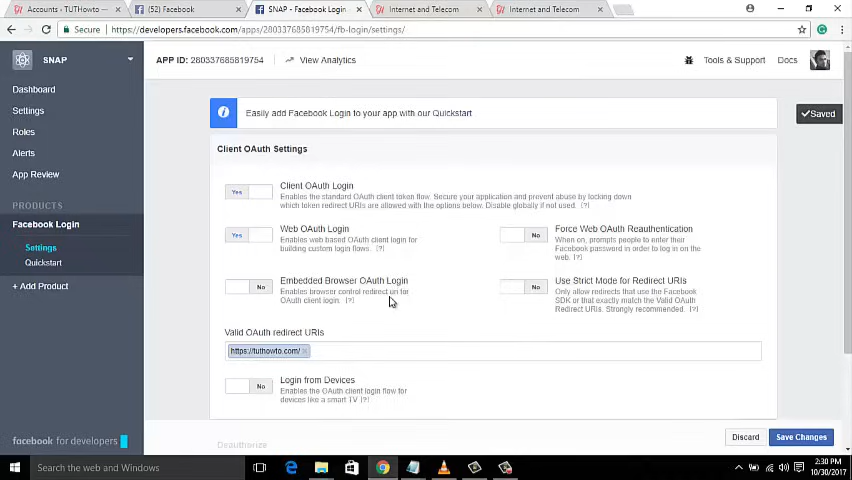 Accounts - TUTHowto
(52) Facebook
SNAP - Facebook Login
Internet and Telecom
Internet and Telecom
Secure
https://developers.facebook.com/apps/280337685819754/fb-login/settings/
SNAP
APP ID: 280337685819754
View Analytics
Tools & Support
Docs
Dashboard
Settings
Roles
Alerts
App Review
PRODUCTS
Facebook Login
Settings
Quickstart
+ Add Product
Easily add Facebook Login to your app with our Quickstart
Saved
Client OAuth Settings
Yes
Client OAuth Login
Enables the standard OAuth client token flow. Secure your application and prevent abuse by locking down
which token redirect URIs are allowed with the options below. Disable globally if not used. [?]
Yes
Web OAuth Login
Enables web based OAuth client login for
building custom login flows. [?]
No
Force Web OAuth Reauthentication
When on, prompts people to enter their
Facebook password in order to log in on the
web. [?]
No
Embedded Browser OAuth Login
Enables browser control redirect uri for
OAuth client login. [?]
No
Use Strict Mode for Redirect URIs
Only allow redirects that use the Facebook
SDK or that exactly match the Valid OAuth
Redirect URIs. Strongly recommended. [?]
Valid OAuth redirect URIs
https://tuthowto.com/
No
Login from Devices
Enables the OAuth client login flow for
devices like a smart TV [?]
Deauthorize
Discard
Save Changes
facebook for developers
Search the web and Windows
2:30 PM
10/30/2017